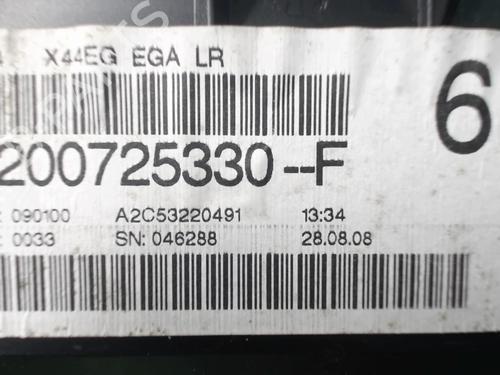 X44EG EGA LR
6
200725330--F
: 090100 A2C53220491 13:34
: 0033 SN: 046288 28.08.08